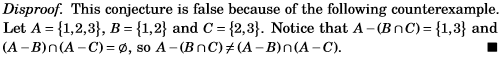 Disproof. This conjecture is false because of the following counterexample.
Let A = {1,2,3}, B = {1,2} and C = {2,3}. Notice that A−(B∩C) = {1,3} and
(A−B)∩(A−C) = ∅, so A−(B∩C) ≠ (A−B)∩(A−C). ■